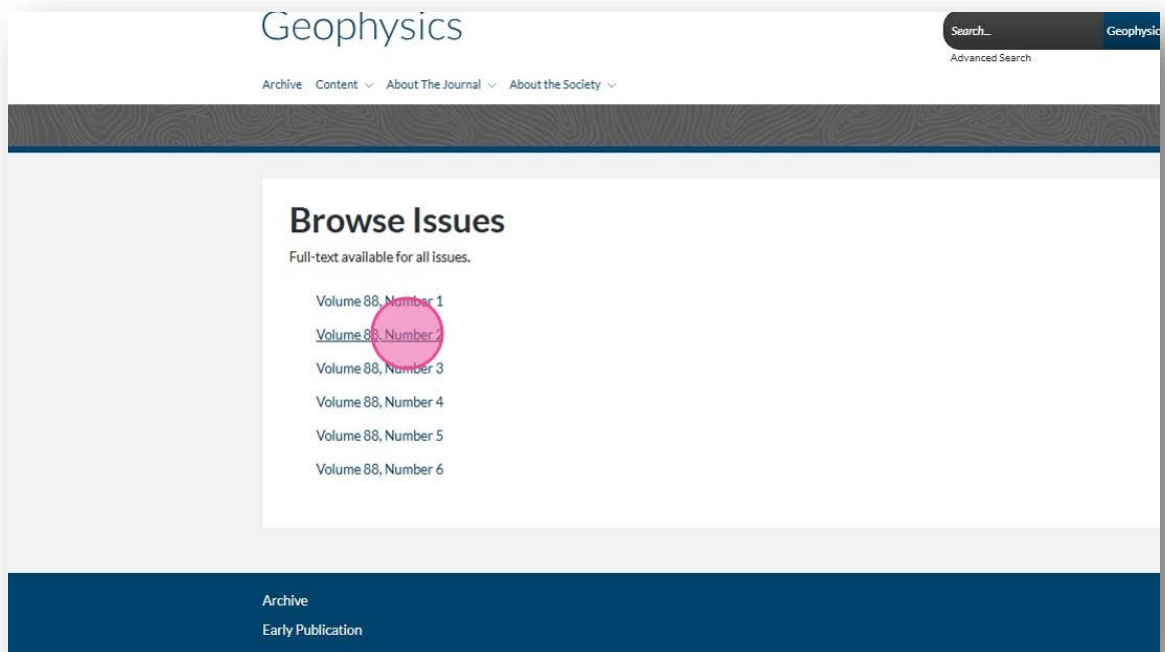 Geophysics
Search...
Geophysic
Advanced Search
Archive Content About The Journal About the Society
Browse Issues
Full-text available for all issues.
Volume 88, Number 1
Volume 88, Number 2
Volume 88, Number 3
Volume 88, Number 4
Volume 88, Number 5
Volume 88, Number 6
Archive
Early Publication